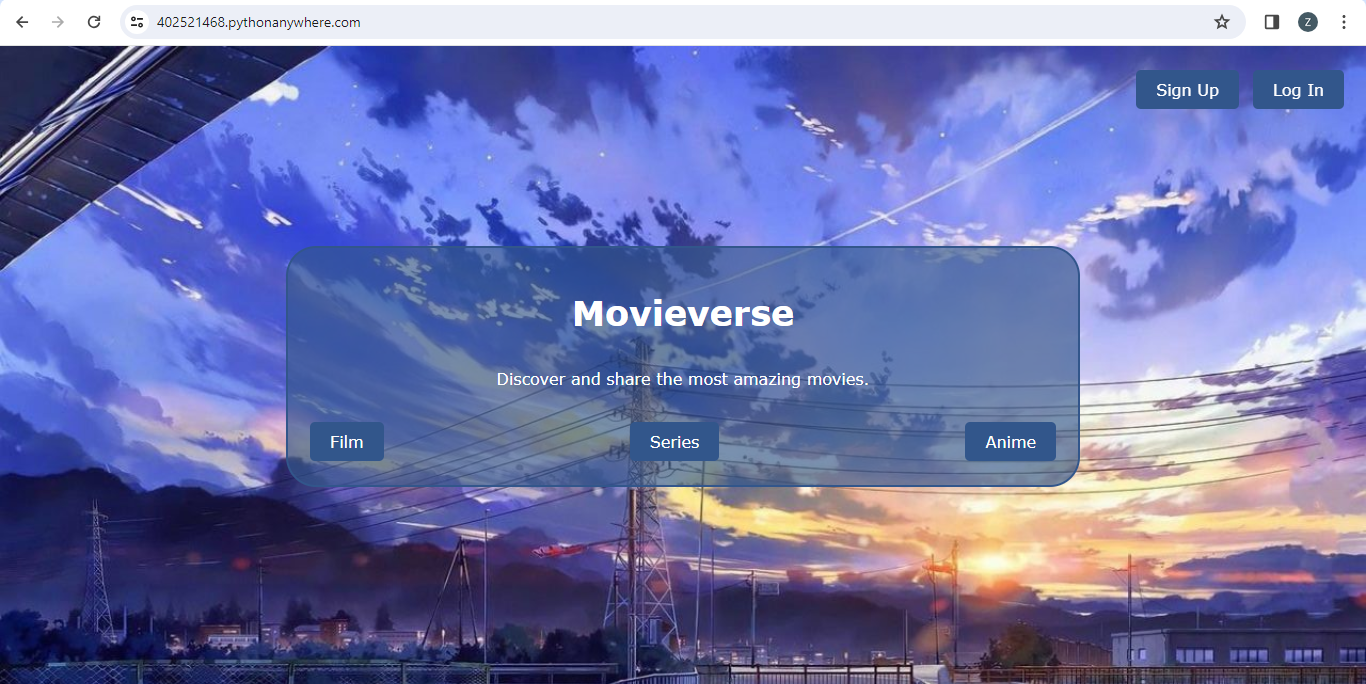 402521468.pythonanywhere.com
Z
Sign Up
Log In
Movieverse
Discover and share the most amazing movies.
Film
Series
Anime